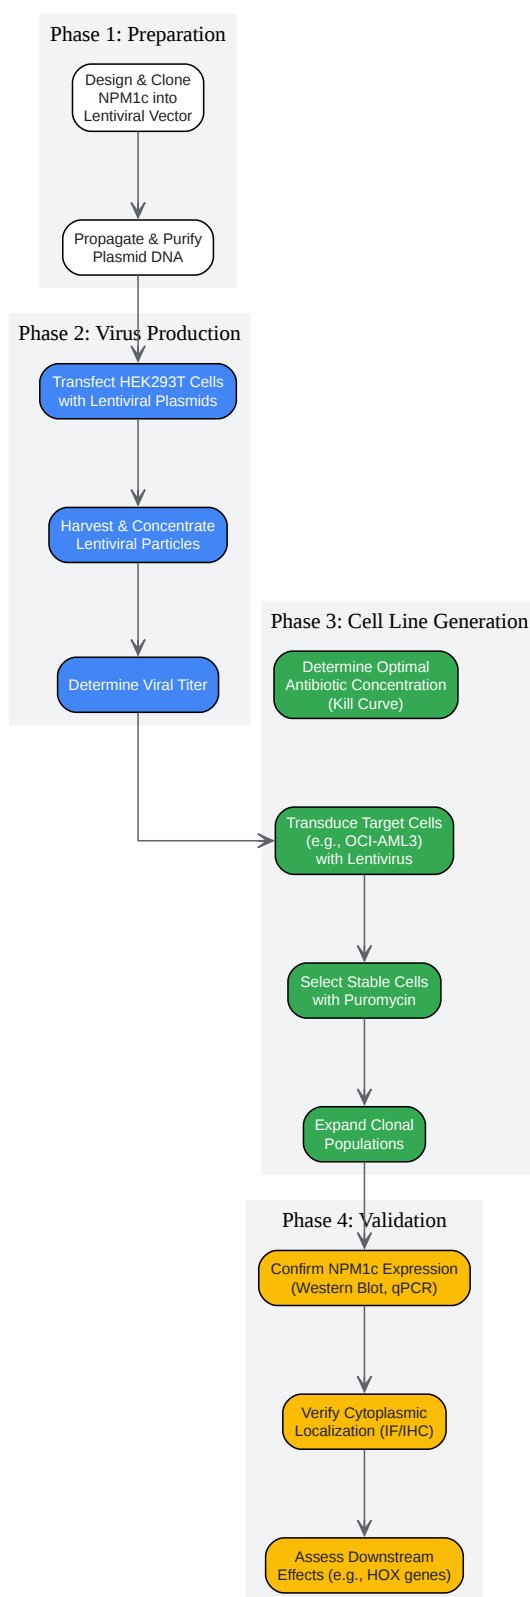 Phase 1: Preparation
Design & Clone
NPM1c into
Lentiviral Vector
Propagate & Purify
Plasmid DNA
Phase 2: Virus Production
Transfect HEK293T Cells
with Lentiviral Plasmids
Harvest & Concentrate
Lentiviral Particles
Determine Viral Titer
Phase 3: Cell Line Generation
Determine Optimal
Antibiotic Concentration
(Kill Curve)
Transduce Target Cells
(e.g., OCI-AML3)
with Lentivirus
Select Stable Cells
with Puromycin
Expand Clonal
Populations
Phase 4: Validation
Confirm NPM1c Expression
(Western Blot, qPCR)
Verify Cytoplasmic
Localization (IF/IHC)
Assess Downstream
Effects (e.g., HOX genes)